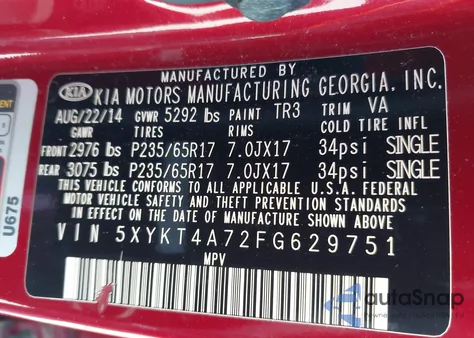 MANUFACTURED BY
KIA KIA MOTORS MANUFACTURING GEORGIA, INC.
AUG/22/14 GVWR 5292 lbs PAINT TR3 TRIM VA
GAWR TIRES RIMS COLD TIRE INFL
FRONT 2976 lbs P235/65R17 7.0JX17 34psi SINGLE
REAR 3075 lbs P235/65R17 7.0JX17 34psi SINGLE
THIS VEHICLE CONFORMS TO ALL APPLICABLE U.S.A. FEDERAL
MOTOR VEHICLE SAFETY AND THEFT PREVENTION STANDARDS
IN EFFECT ON THE DATE OF MANUFACTURE SHOWN ABOVE.
VIN 5XYKT4A72FG629751
MPV
U675
autoSnap